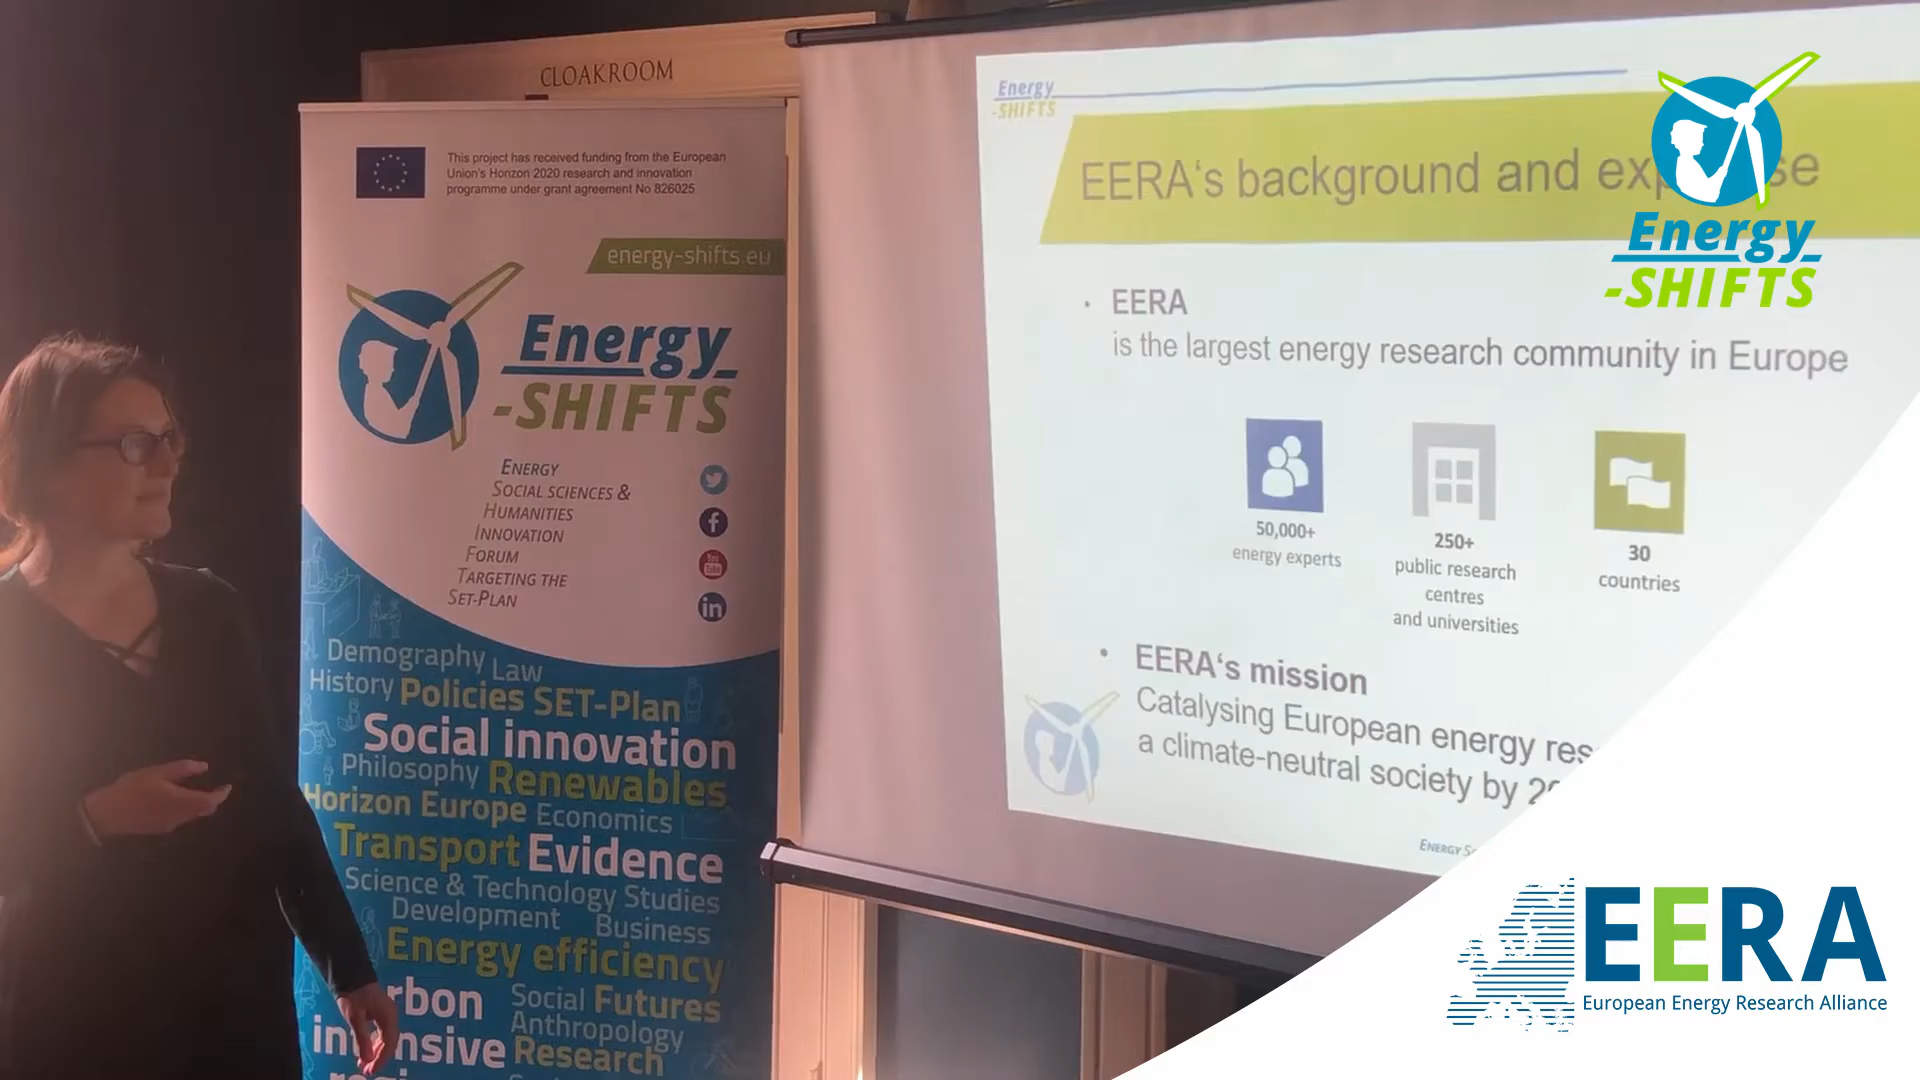 CLOAKROOM
This project has received funding from the European
Union's Horizon 2020 research and innovation
programme under grant agreement No 826025
energy-shifts.eu
Energy
-SHIFTS
ENERGY
SOCIAL SCIENCES &
HUMANITIES
INNOVATION
FORUM
TARGETING THE
SET-PLAN
You
Tube
Demography Law
History Policies SET-Plan
Social innovation
Philosophy Renewables
Horizon Europe Economics
Transport Evidence
Science & Technology Studies
Development Business
Energy efficiency
rbon Social Futures
Anthropology
Research
Energy
-SHIFTS
EERA's background and
• EERA
is the largest energy research community in Europe
50,000+
energy experts
250+
public research
centres
and universities
30
countries
• EERA's mission
Catalysing European energy
a climate-neutral society by
ENERGY
Energy
-SHIFTS
EERA
European Energy Research Alliance